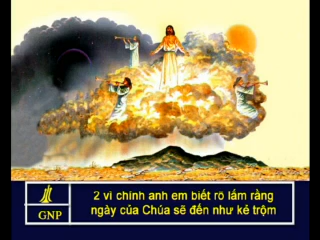 2 vì chính anh em biết rõ lắm rằng
ngày của Chúa sẽ đến như kẻ trộm
GNP